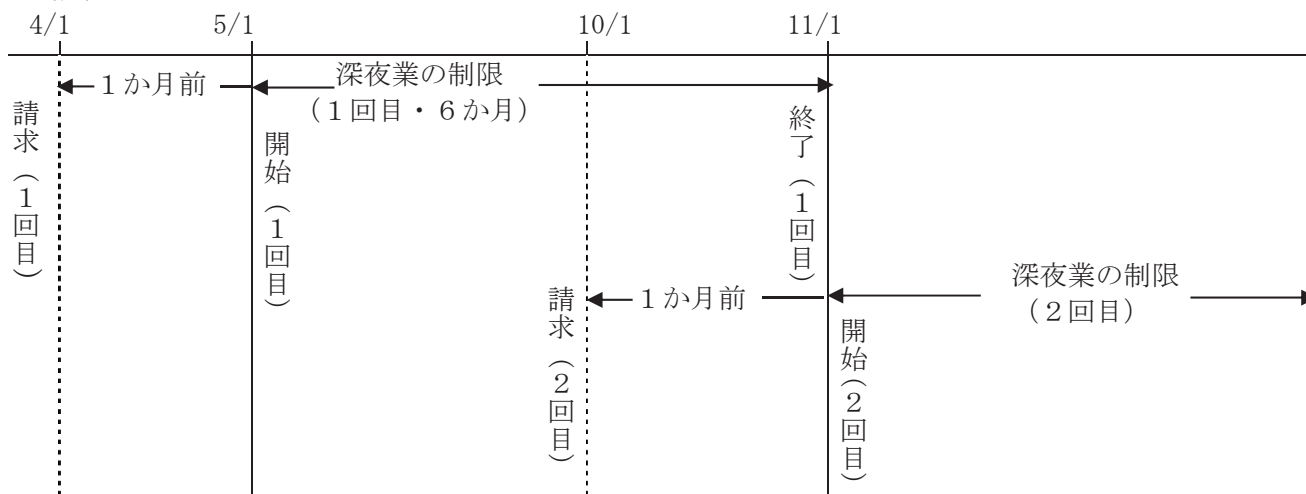 4/1
5/1
10/1
11/1
1か月前
深夜業の制限
(1回目・6か月)
請求(1回目)
開始(1回目)
終了(1回目)
請求(2回目)
1か月前
深夜業の制限
(2回目)
開始(2回目)